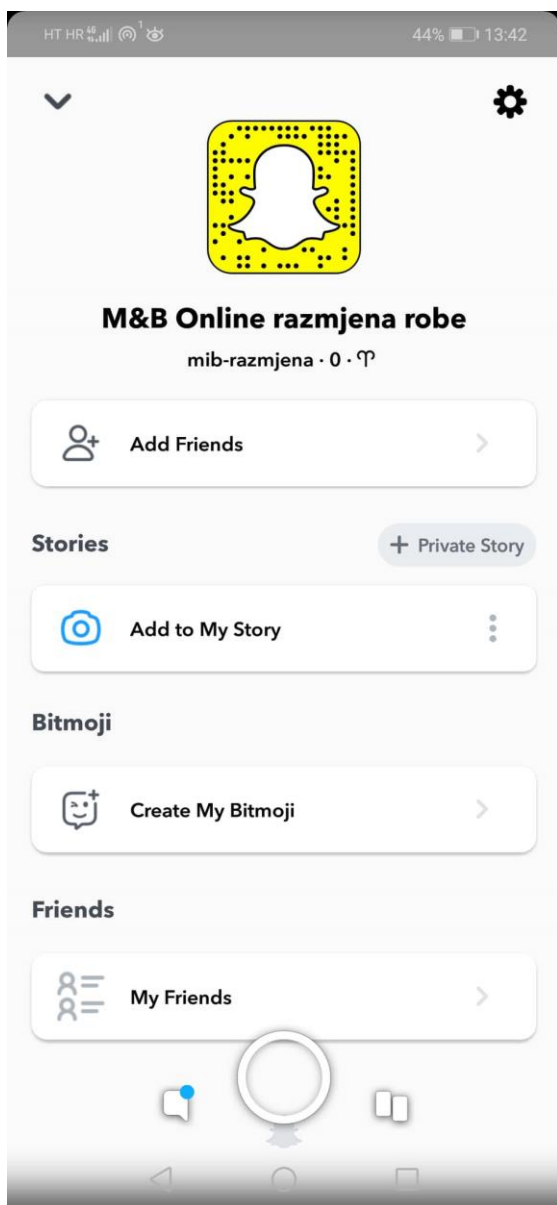 HT HR 1 44% 13:42
M&B Online razmjena robe
mib-razmjena · 0 · ♈︎
Add Friends
Stories + Private Story
Add to My Story
Bitmoji
Create My Bitmoji
Friends
My Friends